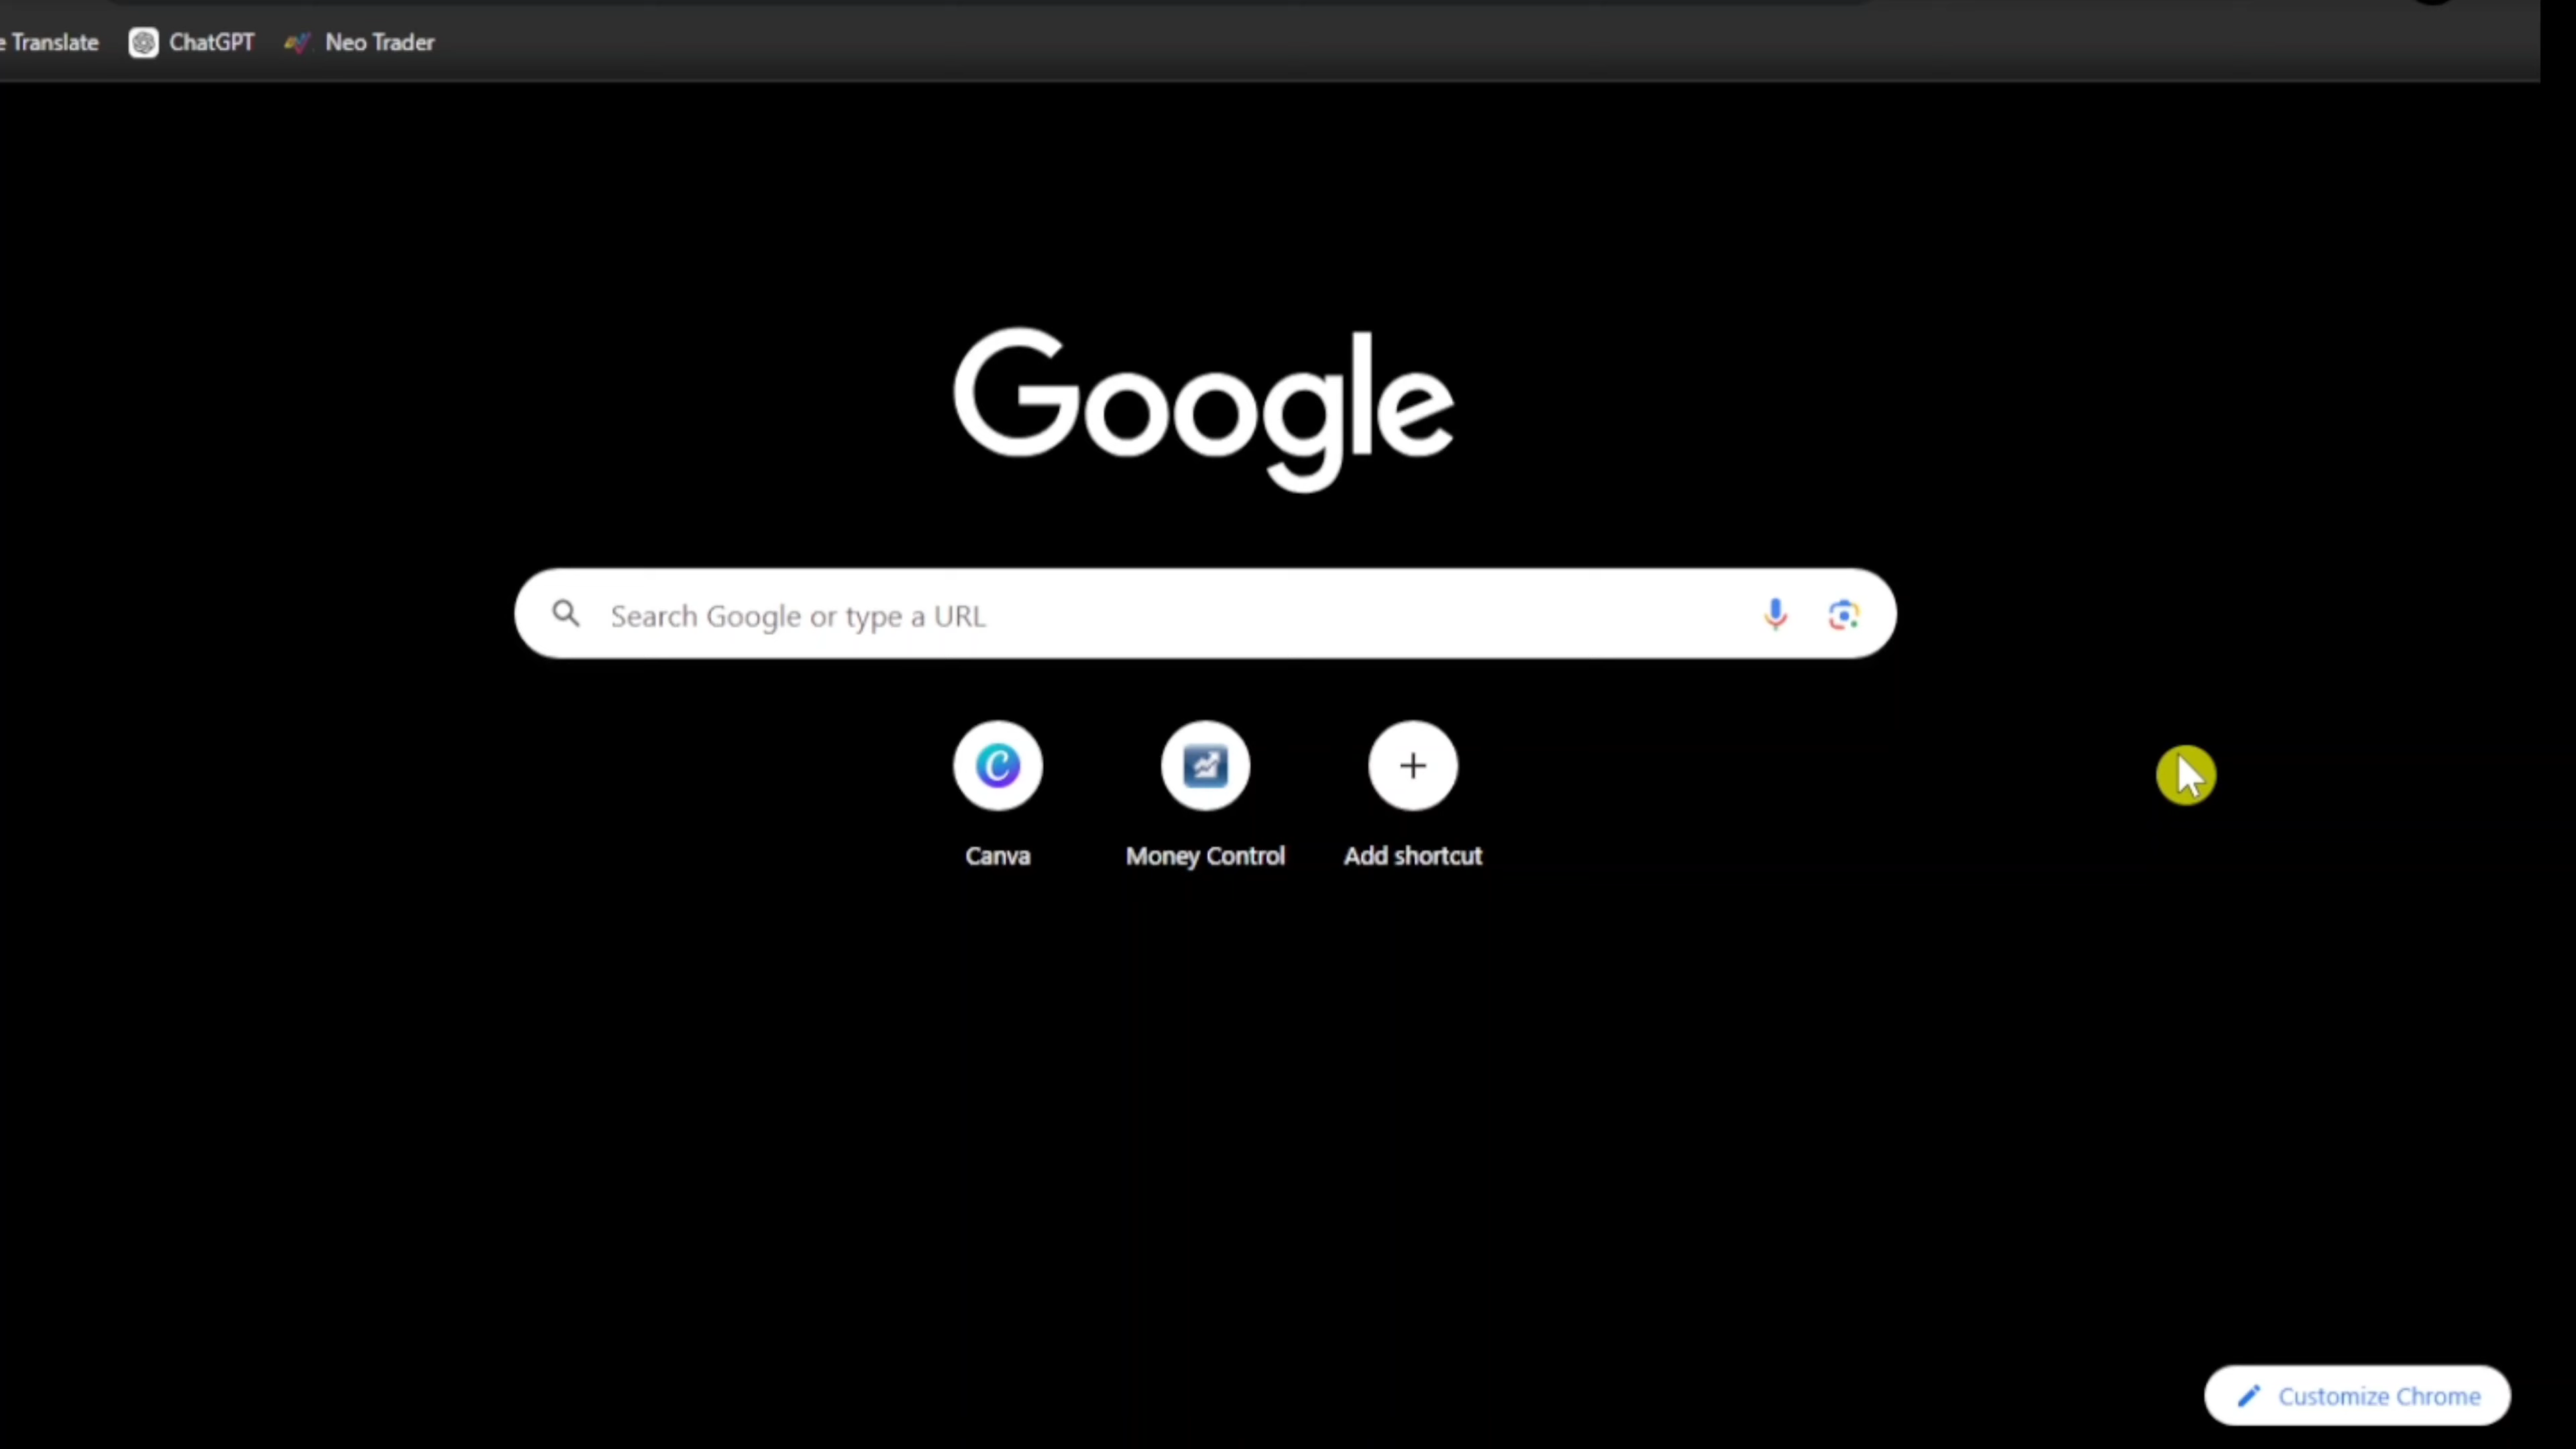 e Translate ChatGPT Neo Trader
Google
Search Google or type a URL
Canva Money Control Add shortcut
Customize Chrome